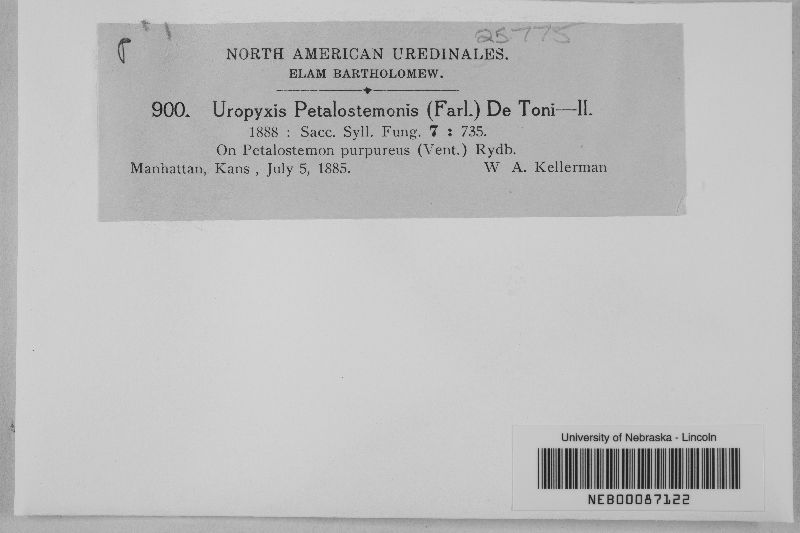 25775
NORTH AMERICAN UREDINALES.
ELAM BARTHOLOMEW.
900. Uropyxis Petalostemonis (Farl.) De Toni—II.
1888 : Sacc. Syll. Fung. 7 : 735.
On Petalostemon purpureus (Vent.) Rydb.
Manhattan, Kans , July 5, 1885. W A. Kellerman
University of Nebraska - Lincoln
NEB00087122